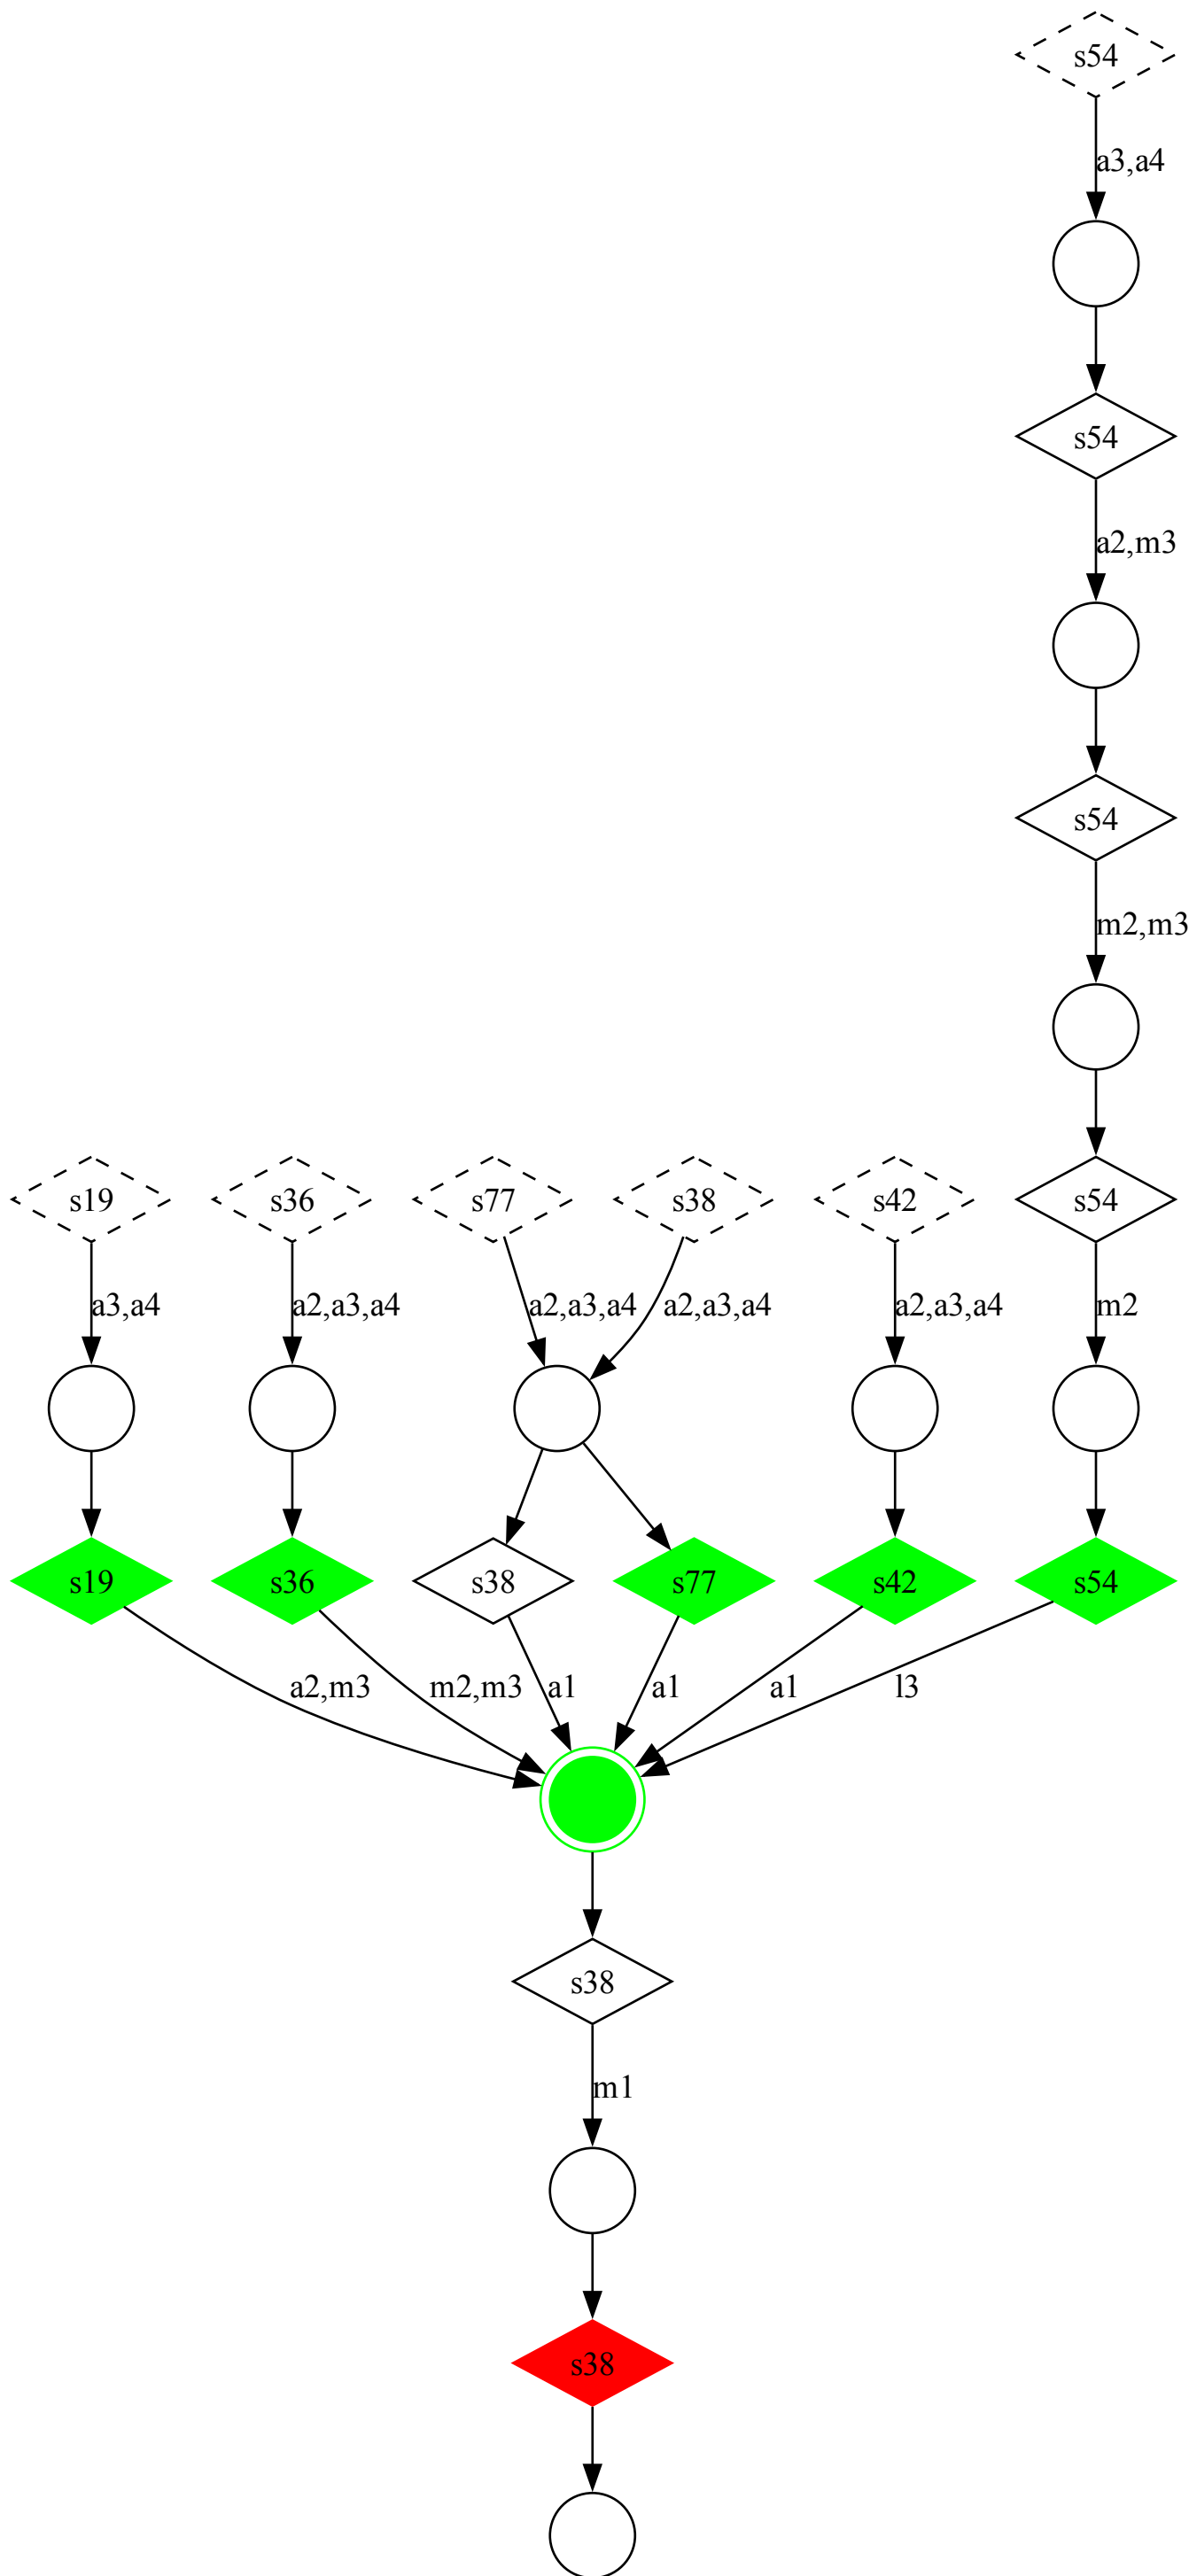 s54
a3,a4
s54
a2,m3
s54
m2,m3
s19 s36 s77 s38 s42 s54
a3,a4 a2,a3,a4 a2,a3,a4 a2,a3,a4 a2,a3,a4 m2
s19 s36 s38 s77 s42 s54
a2,m3 m2,m3 a1 a1 a1 l3
s38
m1
s38